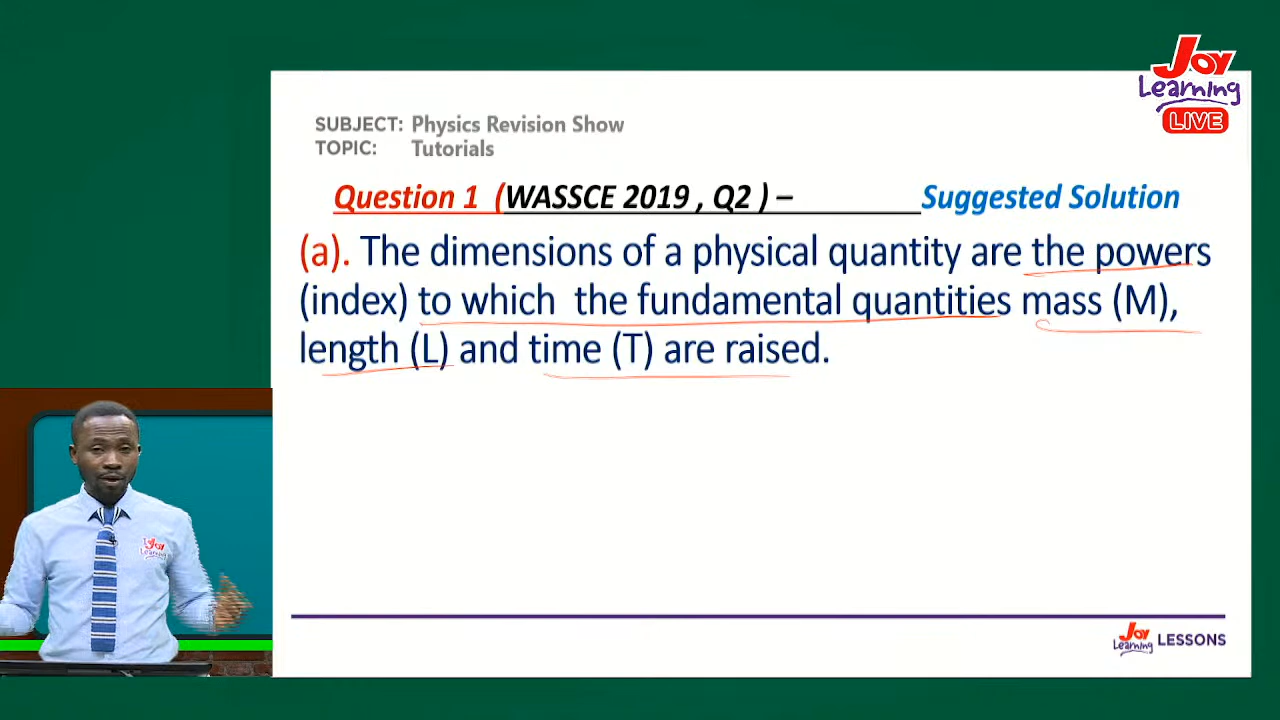 Joy
Learning
LIVE
SUBJECT: Physics Revision Show
TOPIC: Tutorials
Question 1 (WASSCE 2019 , Q2 ) – Suggested Solution
(a). The dimensions of a physical quantity are the powers
(index) to which the fundamental quantities mass (M),
length (L) and time (T) are raised.
Joy
Learning
Joy
Learning LESSONS